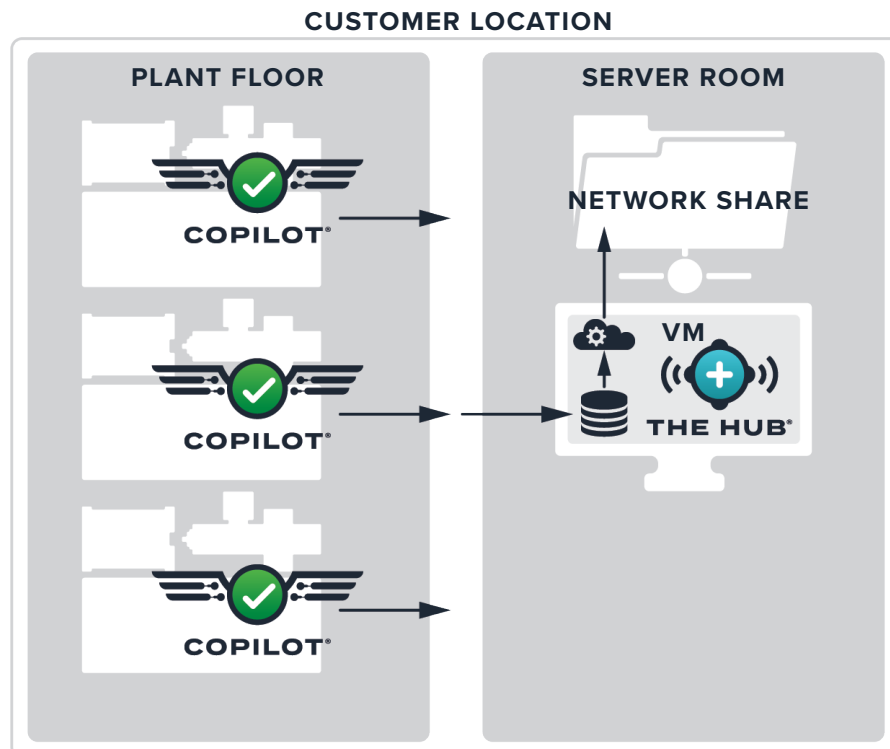 CUSTOMER LOCATION
PLANT FLOOR
COPILOT®
COPILOT®
COPILOT®
SERVER ROOM
NETWORK SHARE
VM
THE HUB®